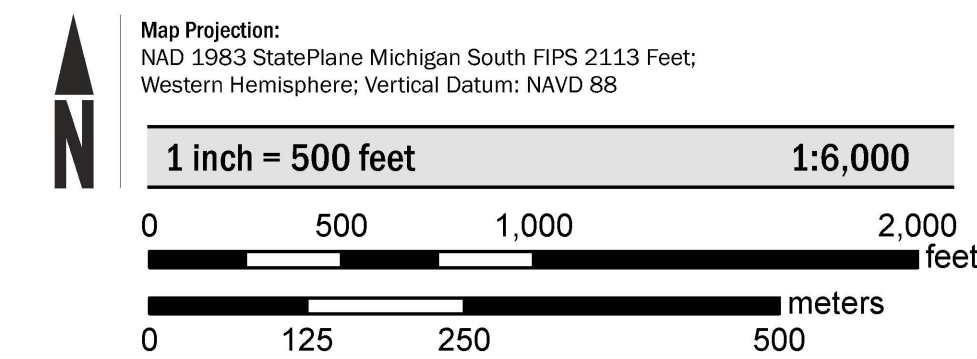 N
Map Projection:
NAD 1983 StatePlane Michigan South FIPS 2113 Feet;
Western Hemisphere; Vertical Datum: NAVD 88
1 inch = 500 feet 1:6,000
0 500 1,000 2,000
feet
meters
0 125 250 500